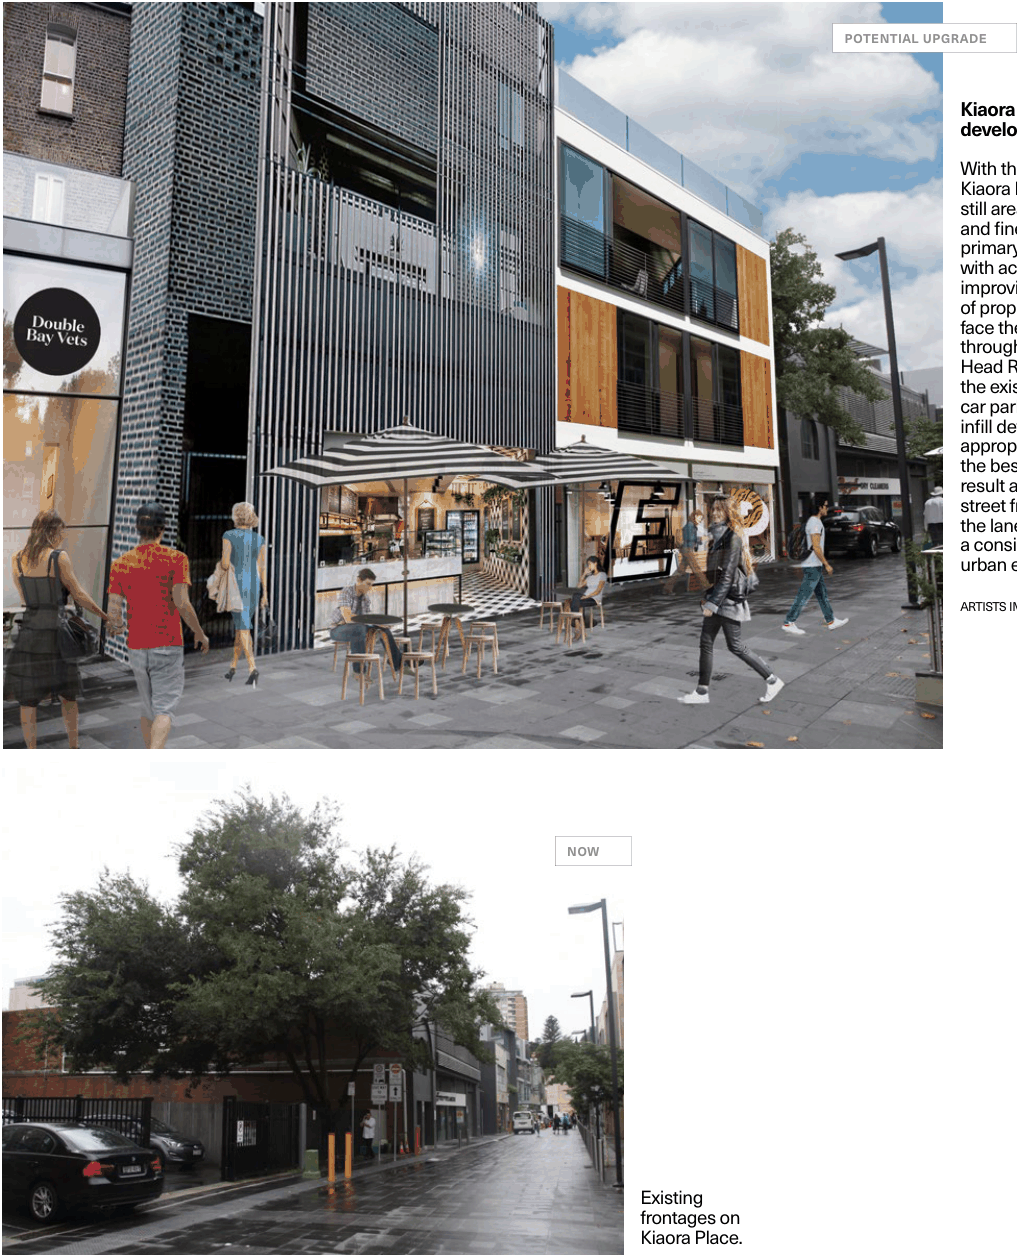 POTENTIAL UPGRADE
Kiaora
develo
With th
Kiaora
still are
and fine
primary
with ac
improvi
of prop
face the
through
Head R
the exis
car par
infill de
approp
the bes
result a
street f
the lane
a consi
urban e
ARTISTS IM
Double
Bay Vets
E
DRY CLEANERS
NOW
Existing
frontages on
Kiaora Place.